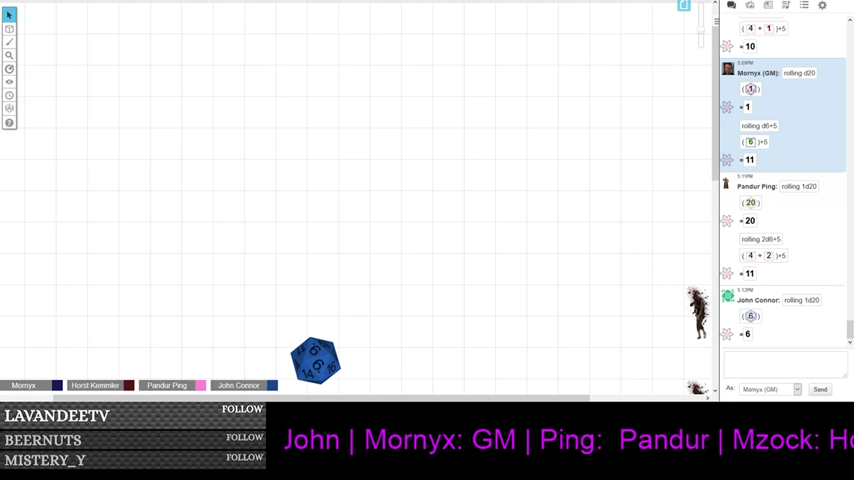 ( 4 + 1 )+5
= 10
5:09PM
Mornyx (GM): rolling d20
( 1 )
= 1
rolling d6+5
( 6 )+5
= 11
5:11PM
Pandur Ping: rolling 1d20
( 20 )
= 20
rolling 2d6+5
( 4 + 2 )+5
= 11
5:12PM
John Connor: rolling 1d20
( 6 )
= 6
As: Mornyx (GM) Send
6 14 16
Mornyx Horst Kemmler Pandur Ping John Connor
LAVANDEETV FOLLOW
BEERNUTS FOLLOW
MISTERY_Y FOLLOW
John | Mornyx: GM | Ping: Pandur | Mzock: Ho